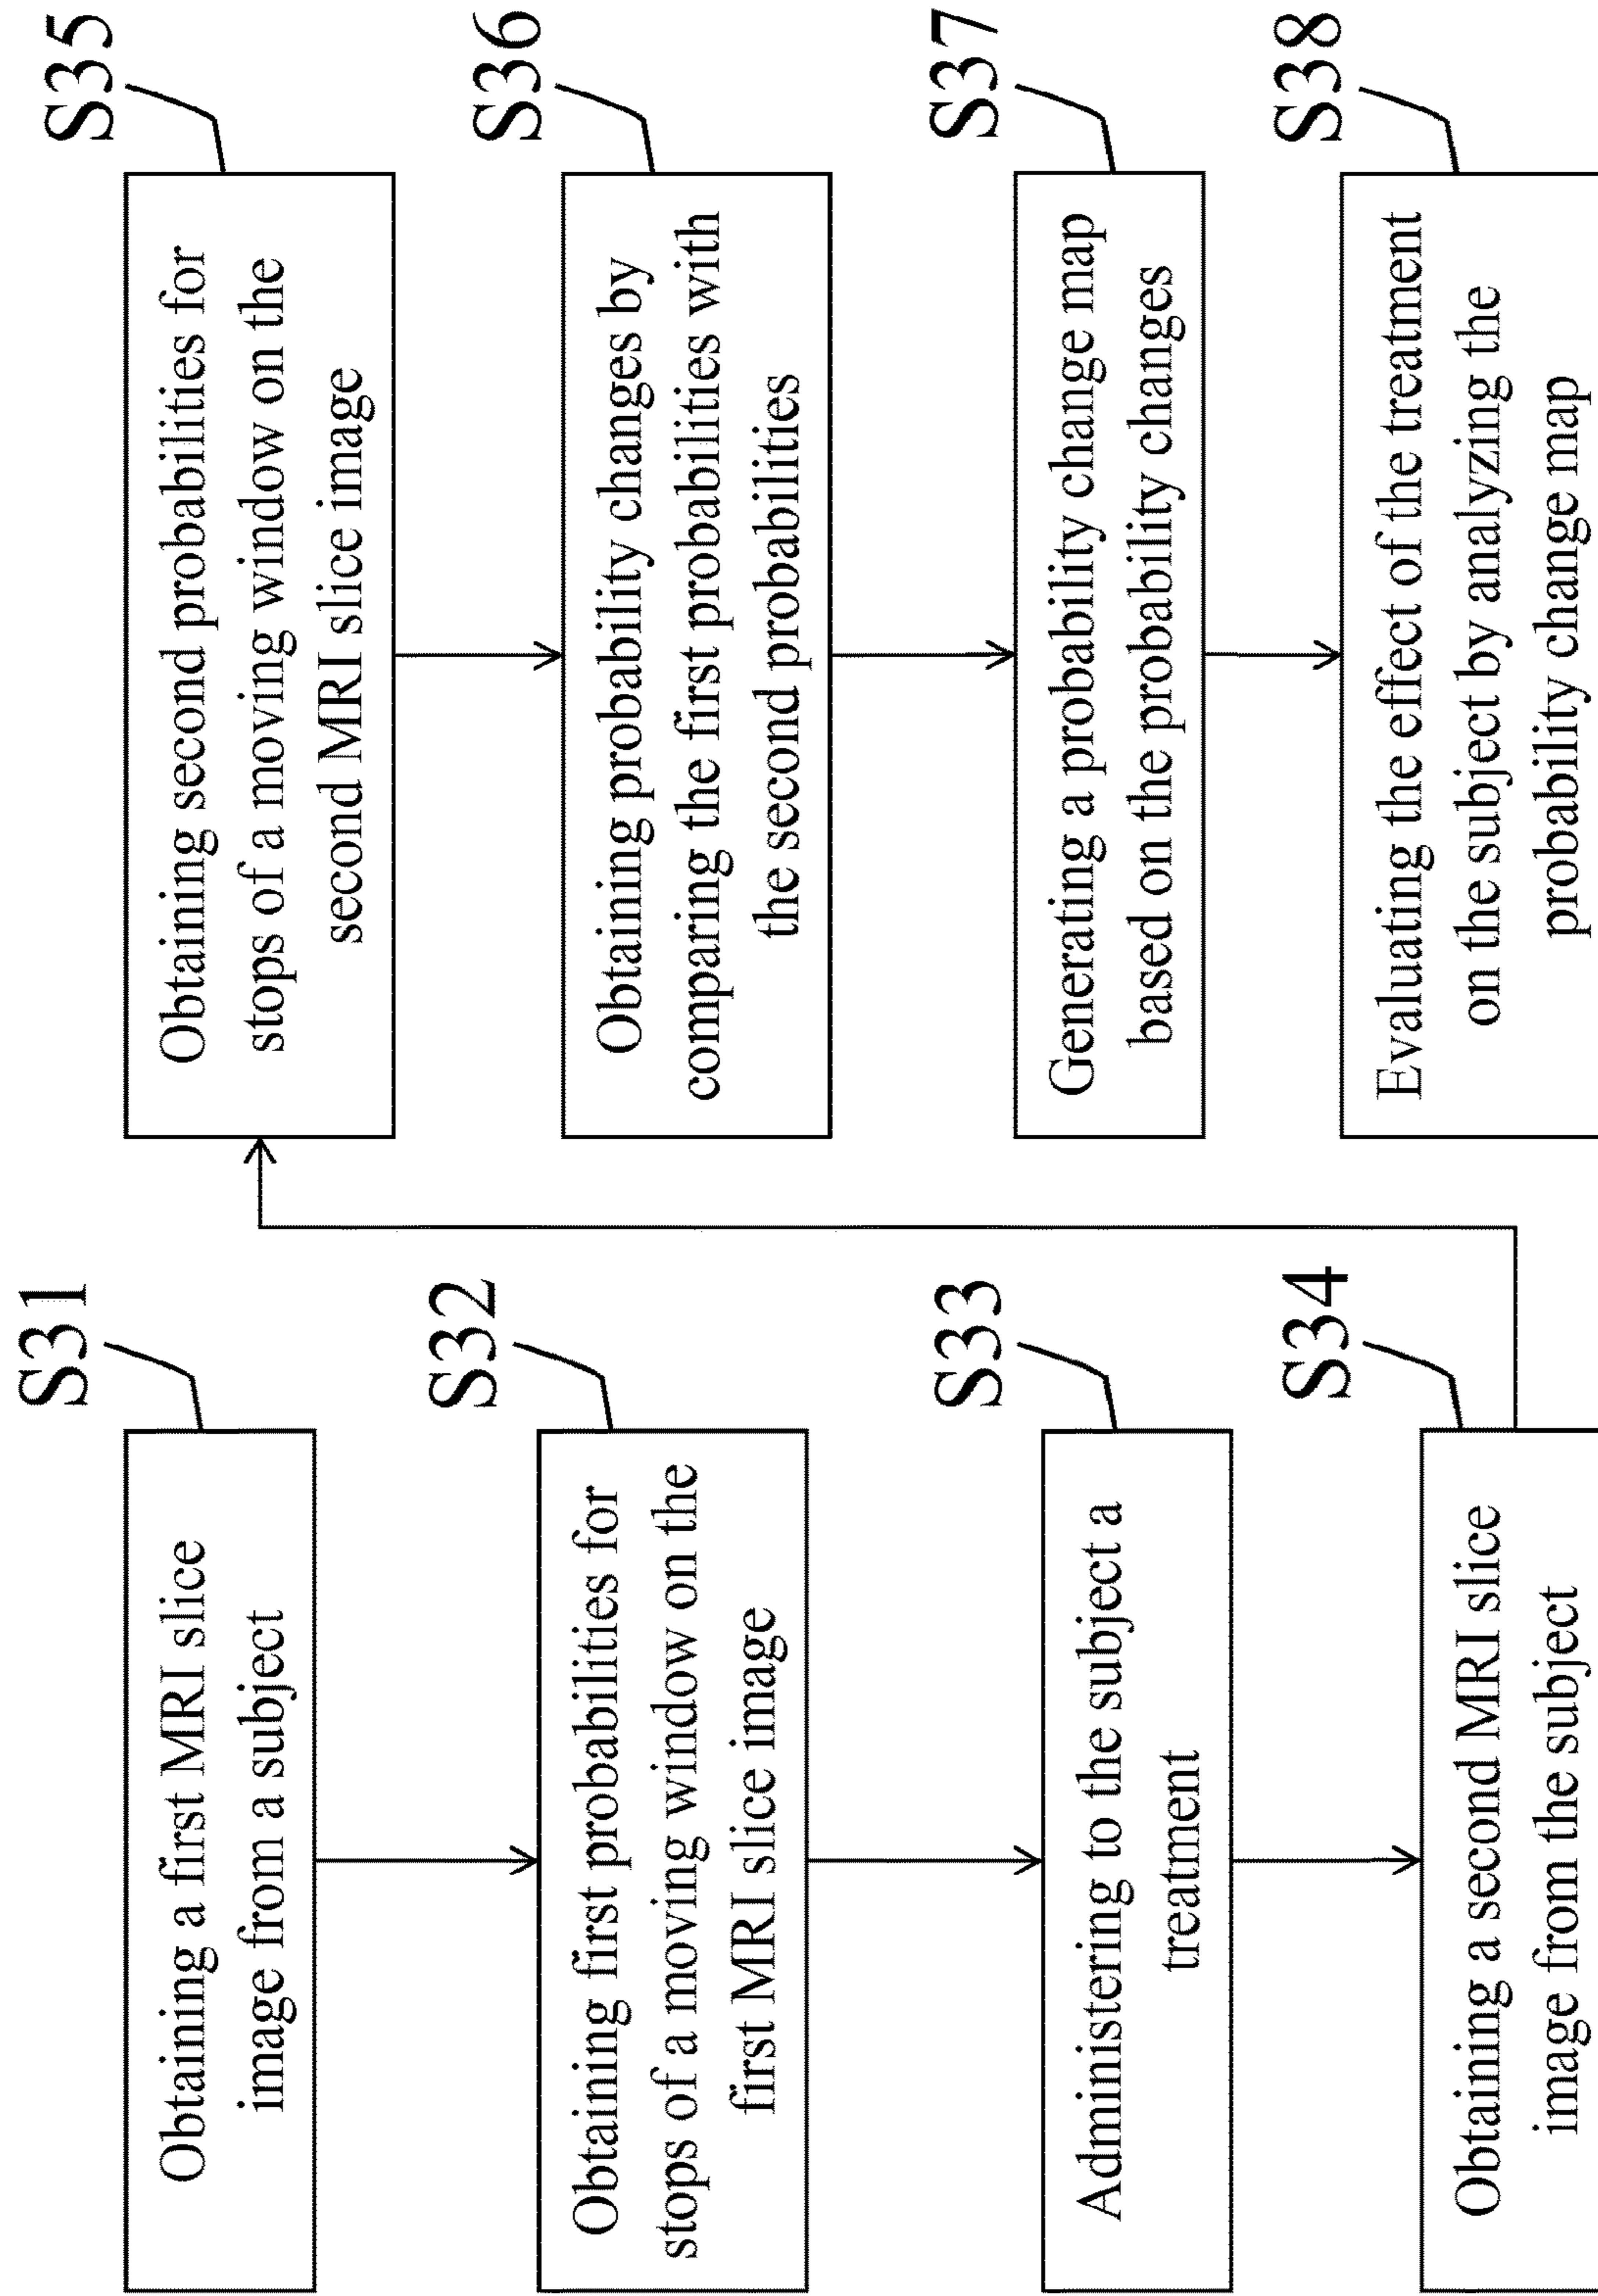 S31
Obtaining a first MRI slice
image from a subject
S32
Obtaining first probabilities for
stops of a moving window on the
first MRI slice image
S33
Administering to the subject a
treatment
S34
Obtaining a second MRI slice
image from the subject
S35
Obtaining second probabilities for
stops of a moving window on the
second MRI slice image
S36
Obtaining probability changes by
comparing the first probabilities with
the second probabilities
S37
Generating a probability change map
based on the probability changes
S38
Evaluating the effect of the treatment
on the subject by analyzing the
probability change map